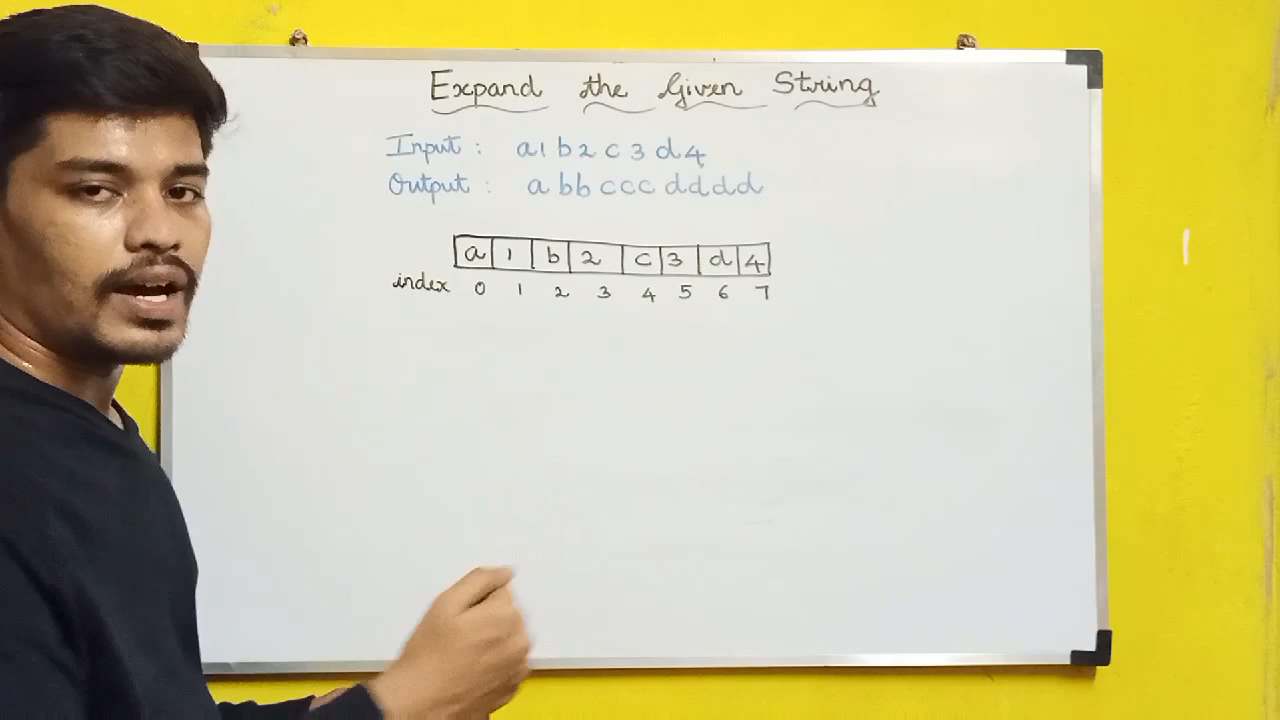 Expand the Given String
Input : a1b2c3d4
Output : abbcccdddd
a 1 b 2 c 3 d 4
index 0 1 2 3 4 5 6 7